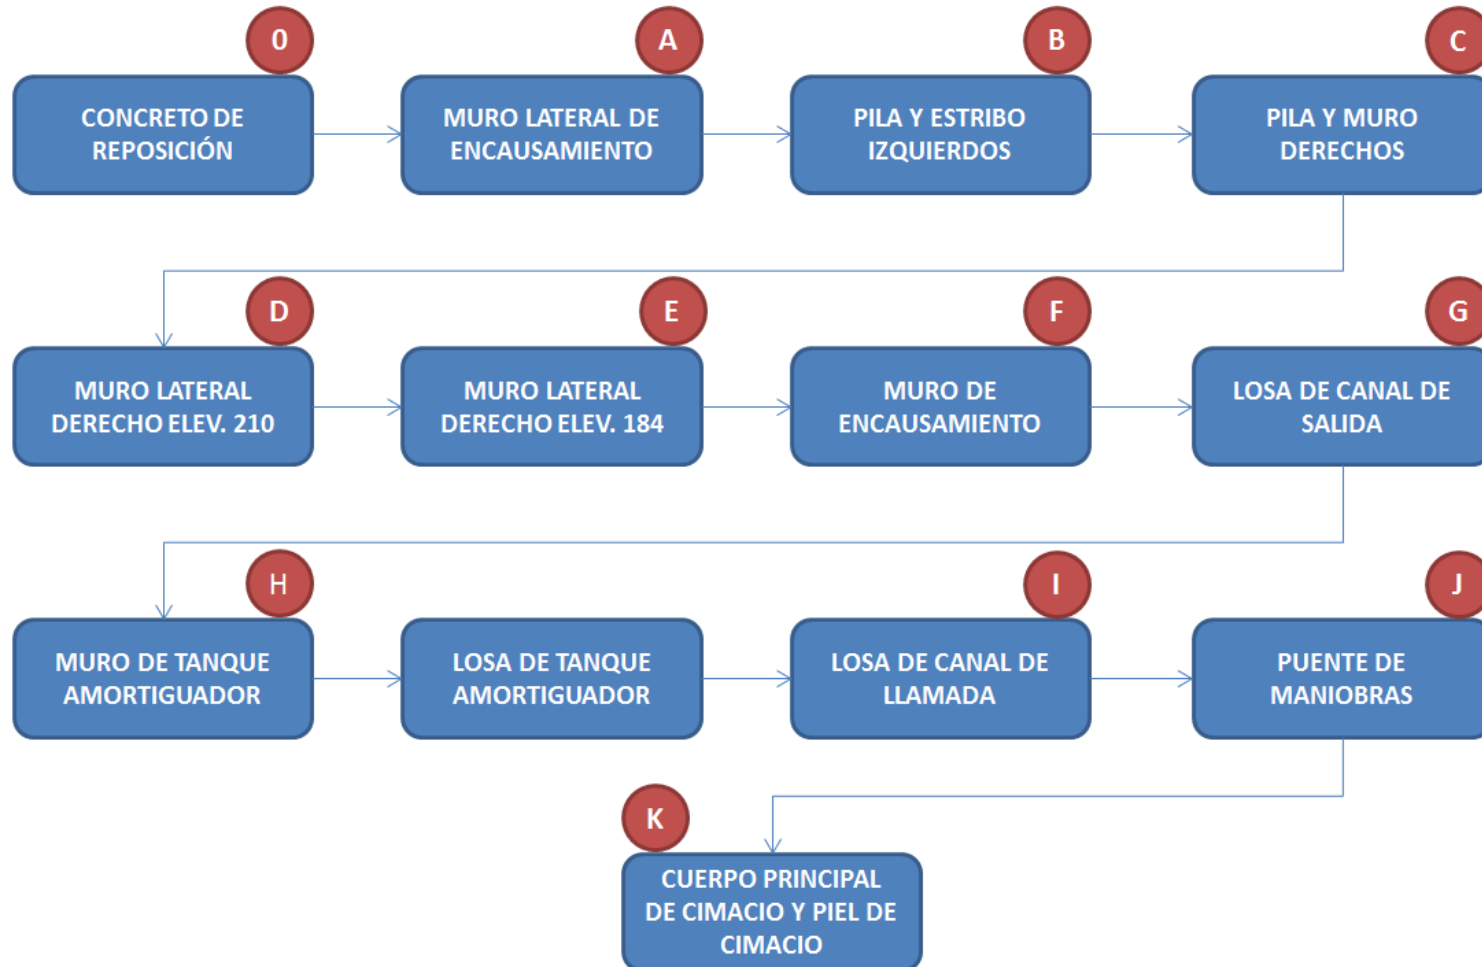 0
CONCRETO DE
REPOSICIÓN
A
MURO LATERAL DE
ENCAUSAMIENTO
B
PILA Y ESTRIBO
IZQUIERDOS
C
PILA Y MURO
DERECHOS
D
MURO LATERAL
DERECHO ELEV. 210
E
MURO LATERAL
DERECHO ELEV. 184
F
MURO DE
ENCAUSAMIENTO
G
LOSA DE CANAL DE
SALIDA
H
MURO DE TANQUE
AMORTIGUADOR
LOSA DE TANQUE
AMORTIGUADOR
I
LOSA DE CANAL DE
LLAMADA
J
PUENTE DE
MANIOBRAS
K
CUERPO PRINCIPAL
DE CIMACIO Y PIEL DE
CIMACIO